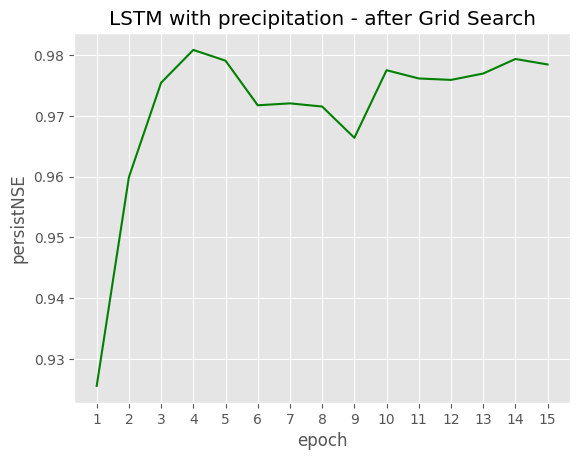 LSTM with precipitation - after Grid Search
persistNSE
0.98
0.97
0.96
0.95
0.94
0.93
1 2 3 4 5 6 7 8 9 10 11 12 13 14 15
epoch